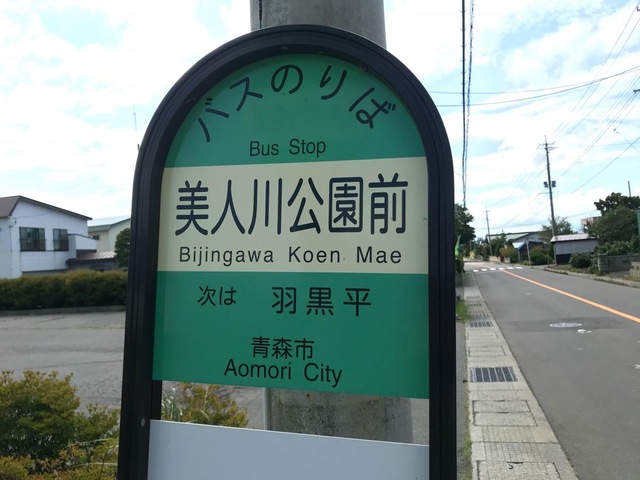 バスのりば
Bus Stop
美人川公園前
Bijingawa Koen Mae
次は 羽黒平
青森市
Aomori City